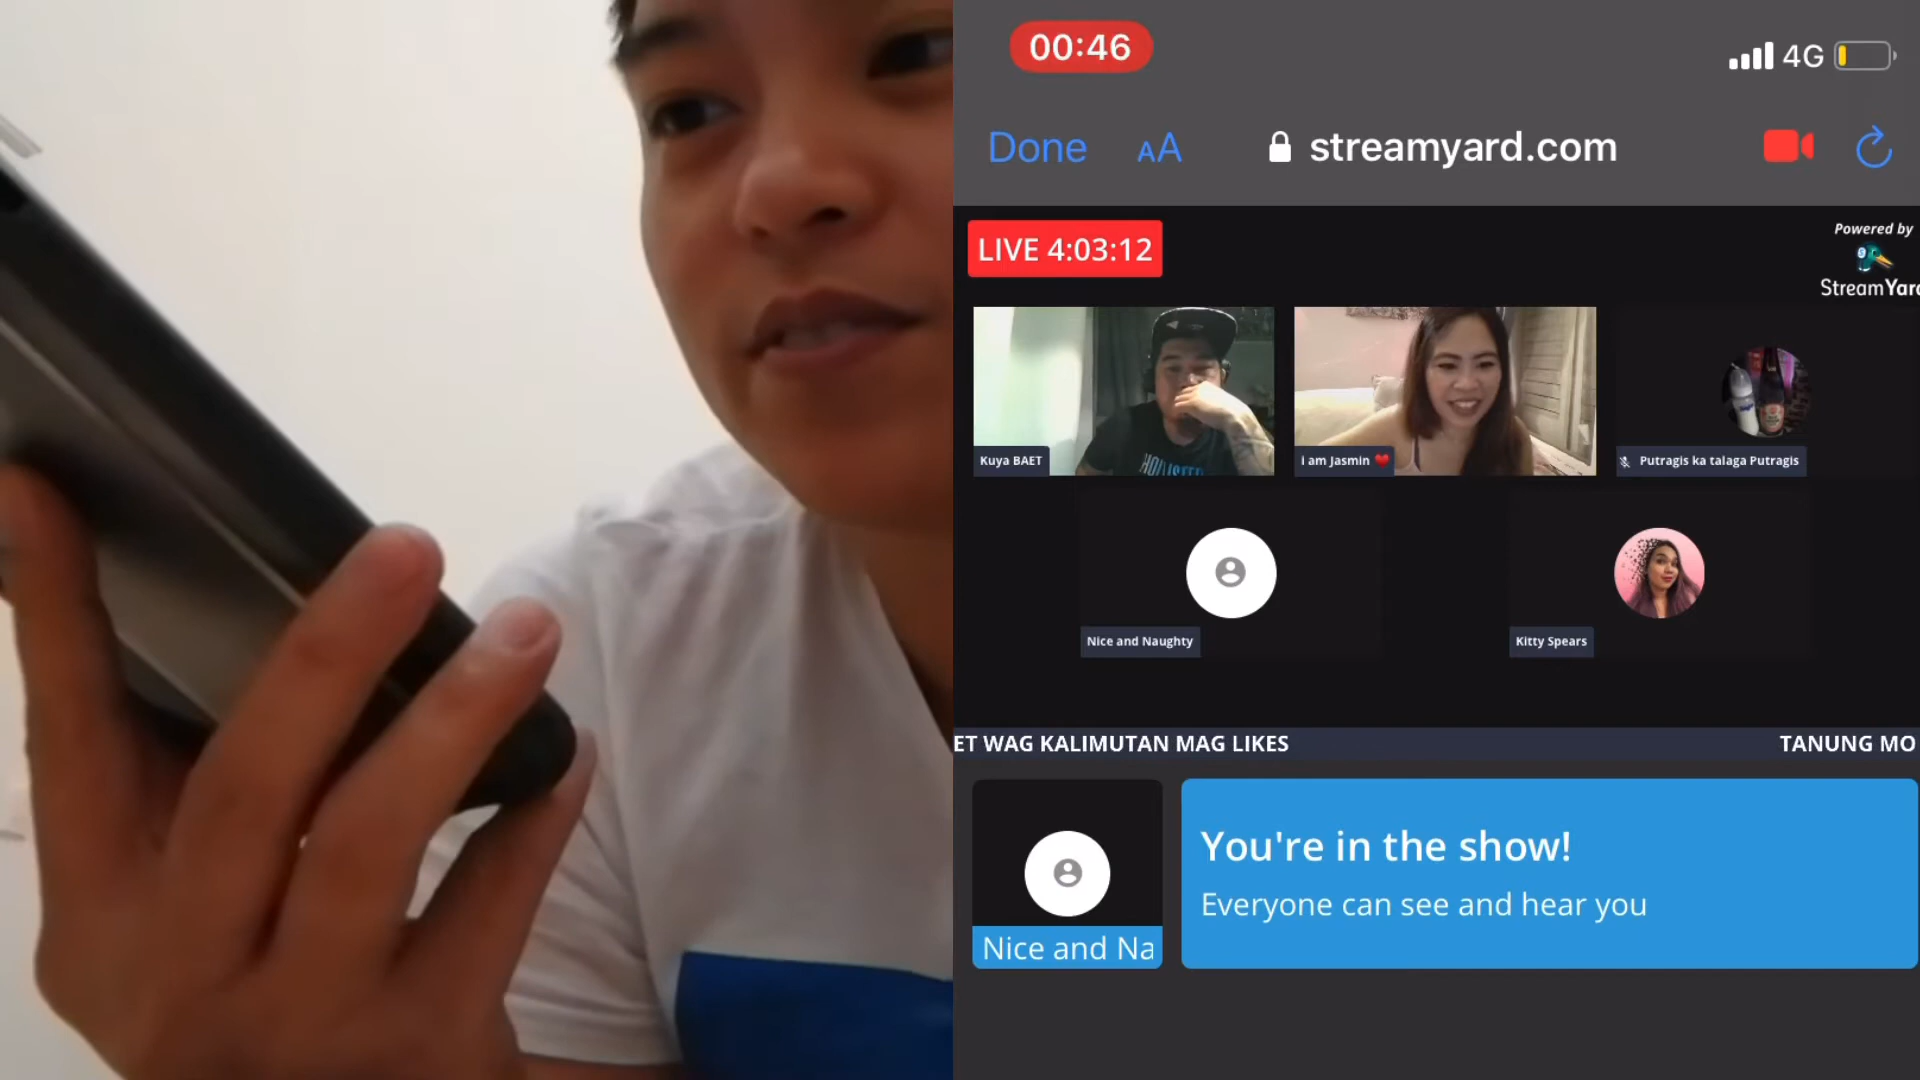 00:46
4G
Done
AA
streamyard.com
LIVE 4:03:12
Powered by
StreamYard
Kuya BAET
i am Jasmin ❤️
Putragis ka talaga Putragis
Nice and Naughty
Kitty Spears
ET WAG KALIMUTAN MAG LIKES
TANUNG MO
You're in the show!
Everyone can see and hear you
Nice and Na